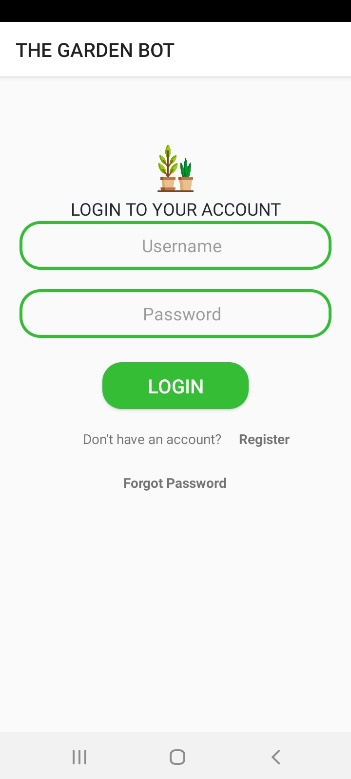 THE GARDEN BOT
LOGIN TO YOUR ACCOUNT
Username
Password
LOGIN
Don't have an account? Register
Forgot Password